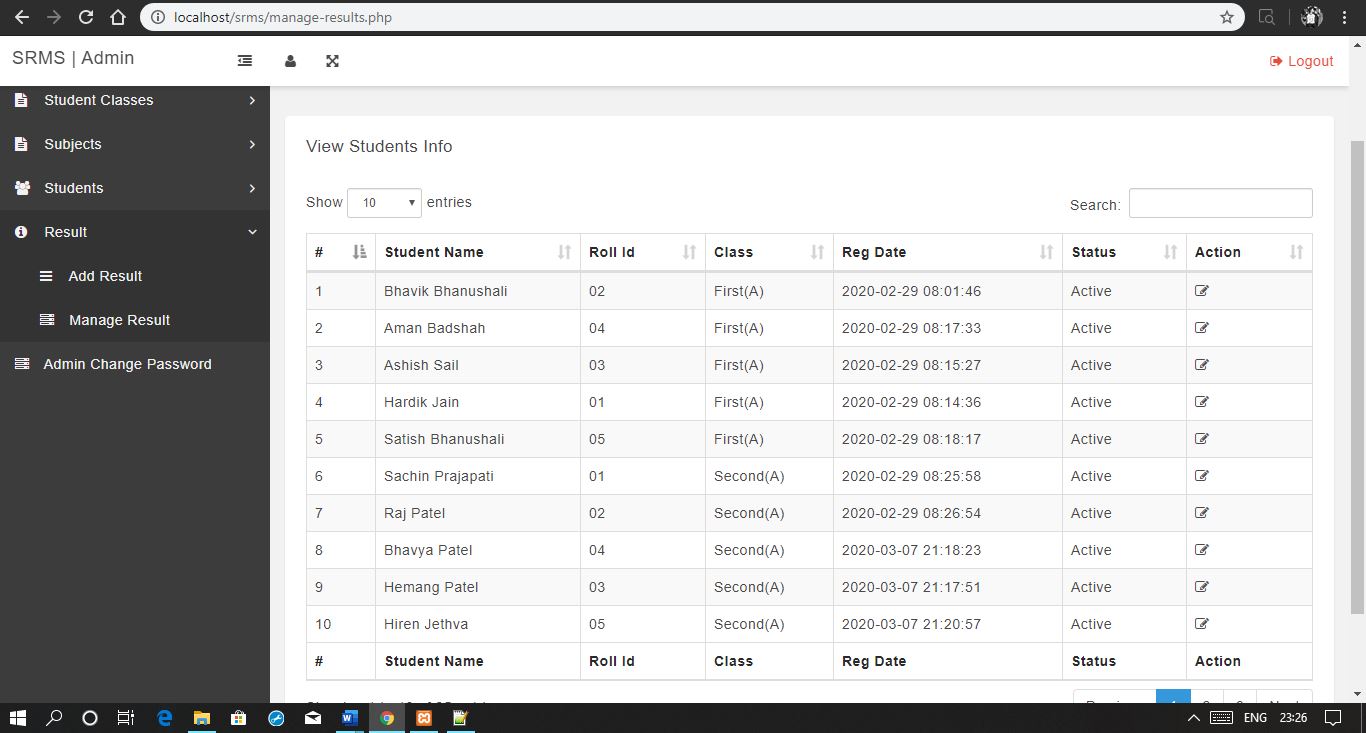 localhost/srms/manage-results.php
SRMS | Admin
Logout
Student Classes
Subjects
Students
Result
Add Result
Manage Result
Admin Change Password
View Students Info
Show 10 entries
Search:
# Student Name Roll Id Class Reg Date Status Action
1 Bhavik Bhanushali 02 First(A) 2020-02-29 08:01:46 Active
2 Aman Badshah 04 First(A) 2020-02-29 08:17:33 Active
3 Ashish Sail 03 First(A) 2020-02-29 08:15:27 Active
4 Hardik Jain 01 First(A) 2020-02-29 08:14:36 Active
5 Satish Bhanushali 05 First(A) 2020-02-29 08:18:17 Active
6 Sachin Prajapati 01 Second(A) 2020-02-29 08:25:58 Active
7 Raj Patel 02 Second(A) 2020-02-29 08:26:54 Active
8 Bhavya Patel 04 Second(A) 2020-03-07 21:18:23 Active
9 Hemang Patel 03 Second(A) 2020-03-07 21:17:51 Active
10 Hiren Jethva 05 Second(A) 2020-03-07 21:20:57 Active
# Student Name Roll Id Class Reg Date Status Action
ENG 23:26